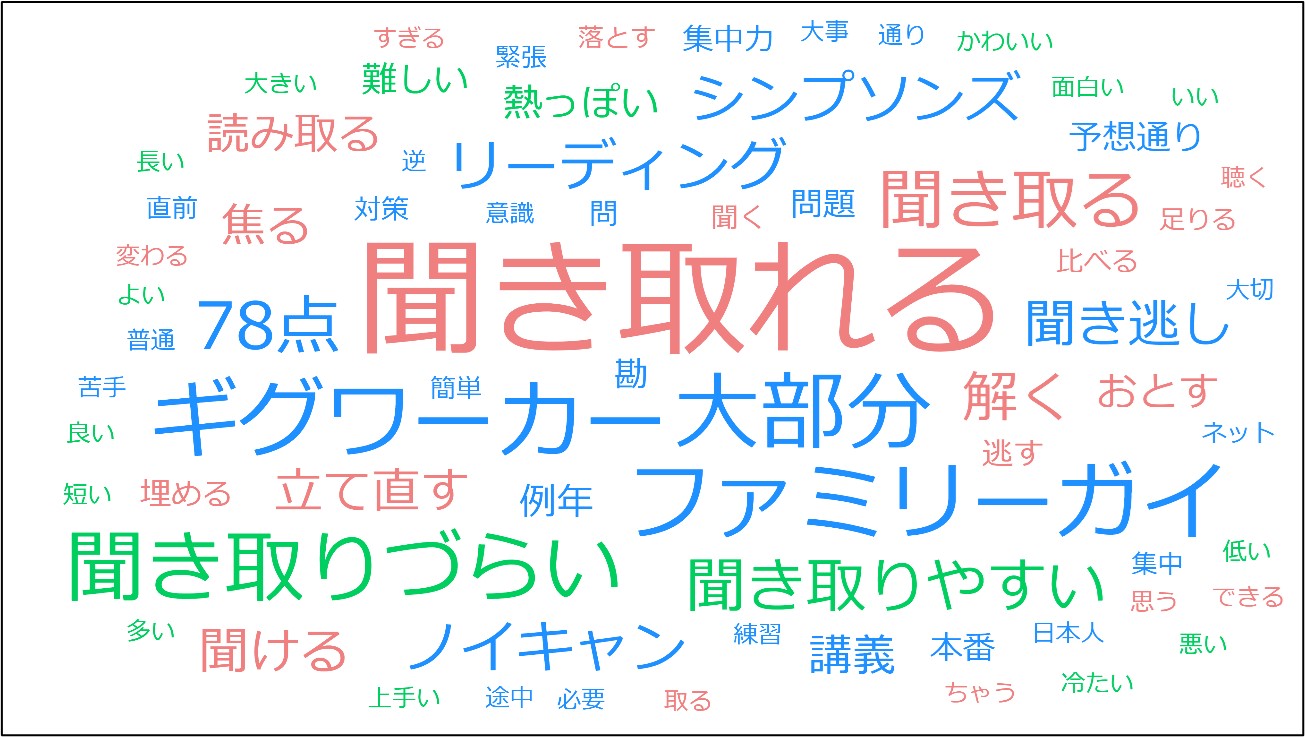 すぎる
落とす
集中力
大事
通り
かわいい
緊張
大きい
難しい
熱っぽい
シンプソンズ
面白い
いい
読み取る
予想通り
長い
逆
リーディング
聞き取る
聴く
直前
焦る
対策
意識
問
聞く
問題
足りる
変わる
聞き取れる
比べる
よい
78点
大切
聞き逃し
普通
苦手
簡単
勘
ギグワーカー
大部分
解く
おとす
良い
ネット
逃す
短い
埋める
立て直す
例年
ファミリーガイ
聞き取りづらい
聞き取りやすい
集中
低い
思う
できる
多い
聞ける
ノイキャン
練習
講義
本番
日本人
悪い
上手い
途中
必要
取る
ちゃう
冷たい